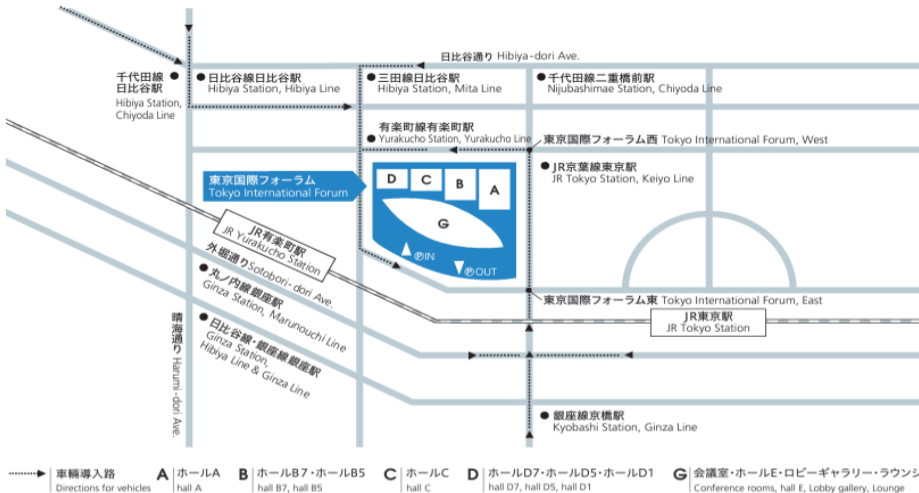 日比谷通り Hibiya-dori Ave.
千代田線
日比谷駅
Hibiya Station,
Chiyoda Line
日比谷線日比谷駅
Hibiya Station, Hibiya Line
三田線日比谷駅
Hibiya Station, Mita Line
千代田線二重橋前駅
Nijubashimae Station, Chiyoda Line
有楽町線有楽町駅
Yurakucho Station, Yurakucho Line
東京国際フォーラム西 Tokyo International Forum, West
JR京葉線東京駅
JR Tokyo Station, Keiyo Line
東京国際フォーラム
Tokyo International Forum
D
C
B
A
G
P IN
P OUT
JR有楽町駅
JR Yurakucho Station
外堀通り Sotobori-dori Ave.
丸ノ内線銀座駅
Ginza Station, Marunouchi Line
日比谷線・銀座線銀座駅
Ginza Station,
Hibiya Line & Ginza Line
晴海通り Harumi-dori Ave.
東京国際フォーラム東 Tokyo International Forum, East
JR東京駅
JR Tokyo Station
銀座線京橋駅
Kyobashi Station, Ginza Line
車輛導入路
Directions for vehicles
A ホールA
hall A
B ホールB7・ホールB5
hall B7, hall B5
C ホールC
hall C
D ホールD7・ホールD5・ホールD1
hall D7, hall D5, hall D1
G 会議室・ホールE・ロビーギャラリー・ラウンジ
Conference rooms, hall E, Lobby gallery, Lounge